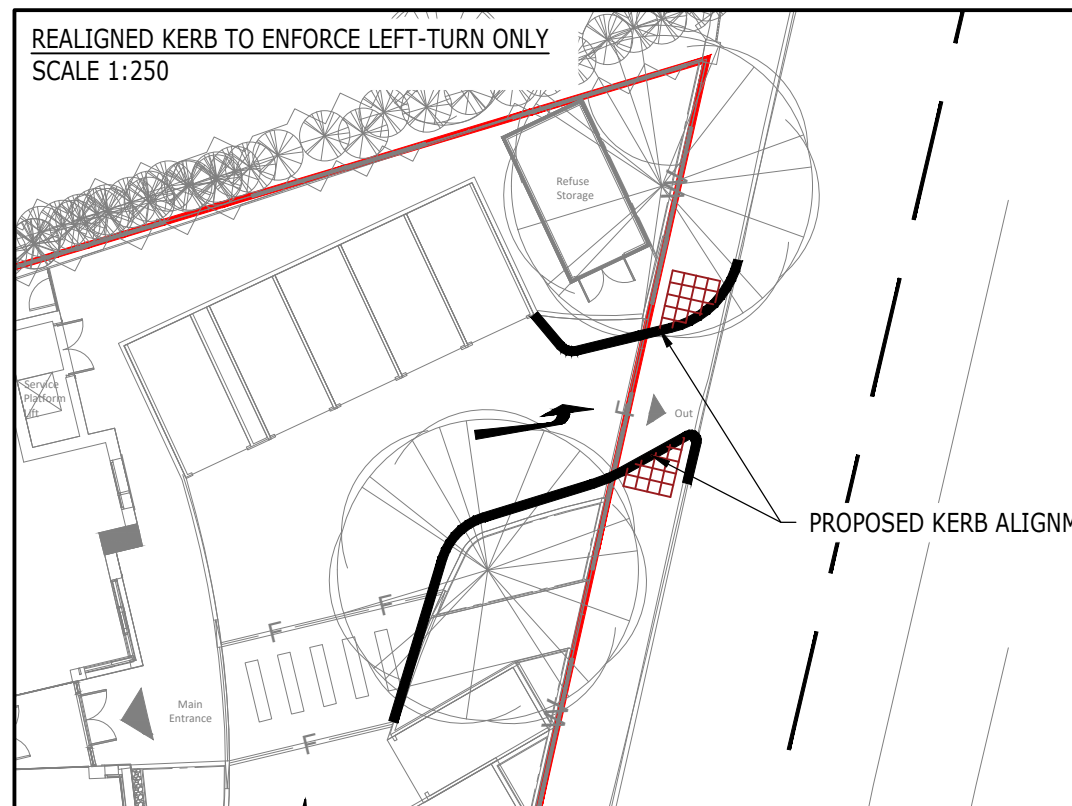 REALIGNED KERB TO ENFORCE LEFT-TURN ONLY
SCALE 1:250
Refuse
Storage
Service
Platform
Lift
Out
F
PROPOSED KERB ALIGNM
F
F
Main
Entrance
F